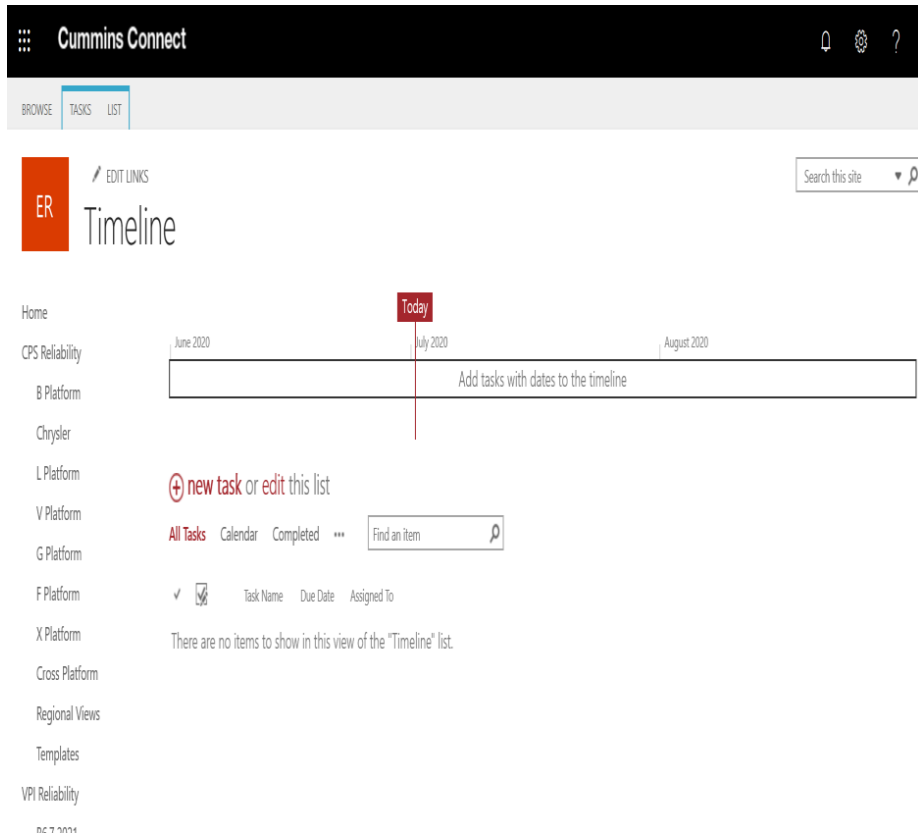 Cummins Connect
?
BROWSE TASKS LIST
EDIT LINKS
Search this site
ER
Timeline
Today
June 2020 July 2020 August 2020
Add tasks with dates to the timeline
Home
CPS Reliability
B Platform
Chrysler
L Platform
V Platform
G Platform
F Platform
X Platform
Cross Platform
Regional Views
Templates
VPI Reliability
new task or edit this list
All Tasks Calendar Completed ••• Find an item
Task Name Due Date Assigned To
There are no items to show in this view of the "Timeline" list.